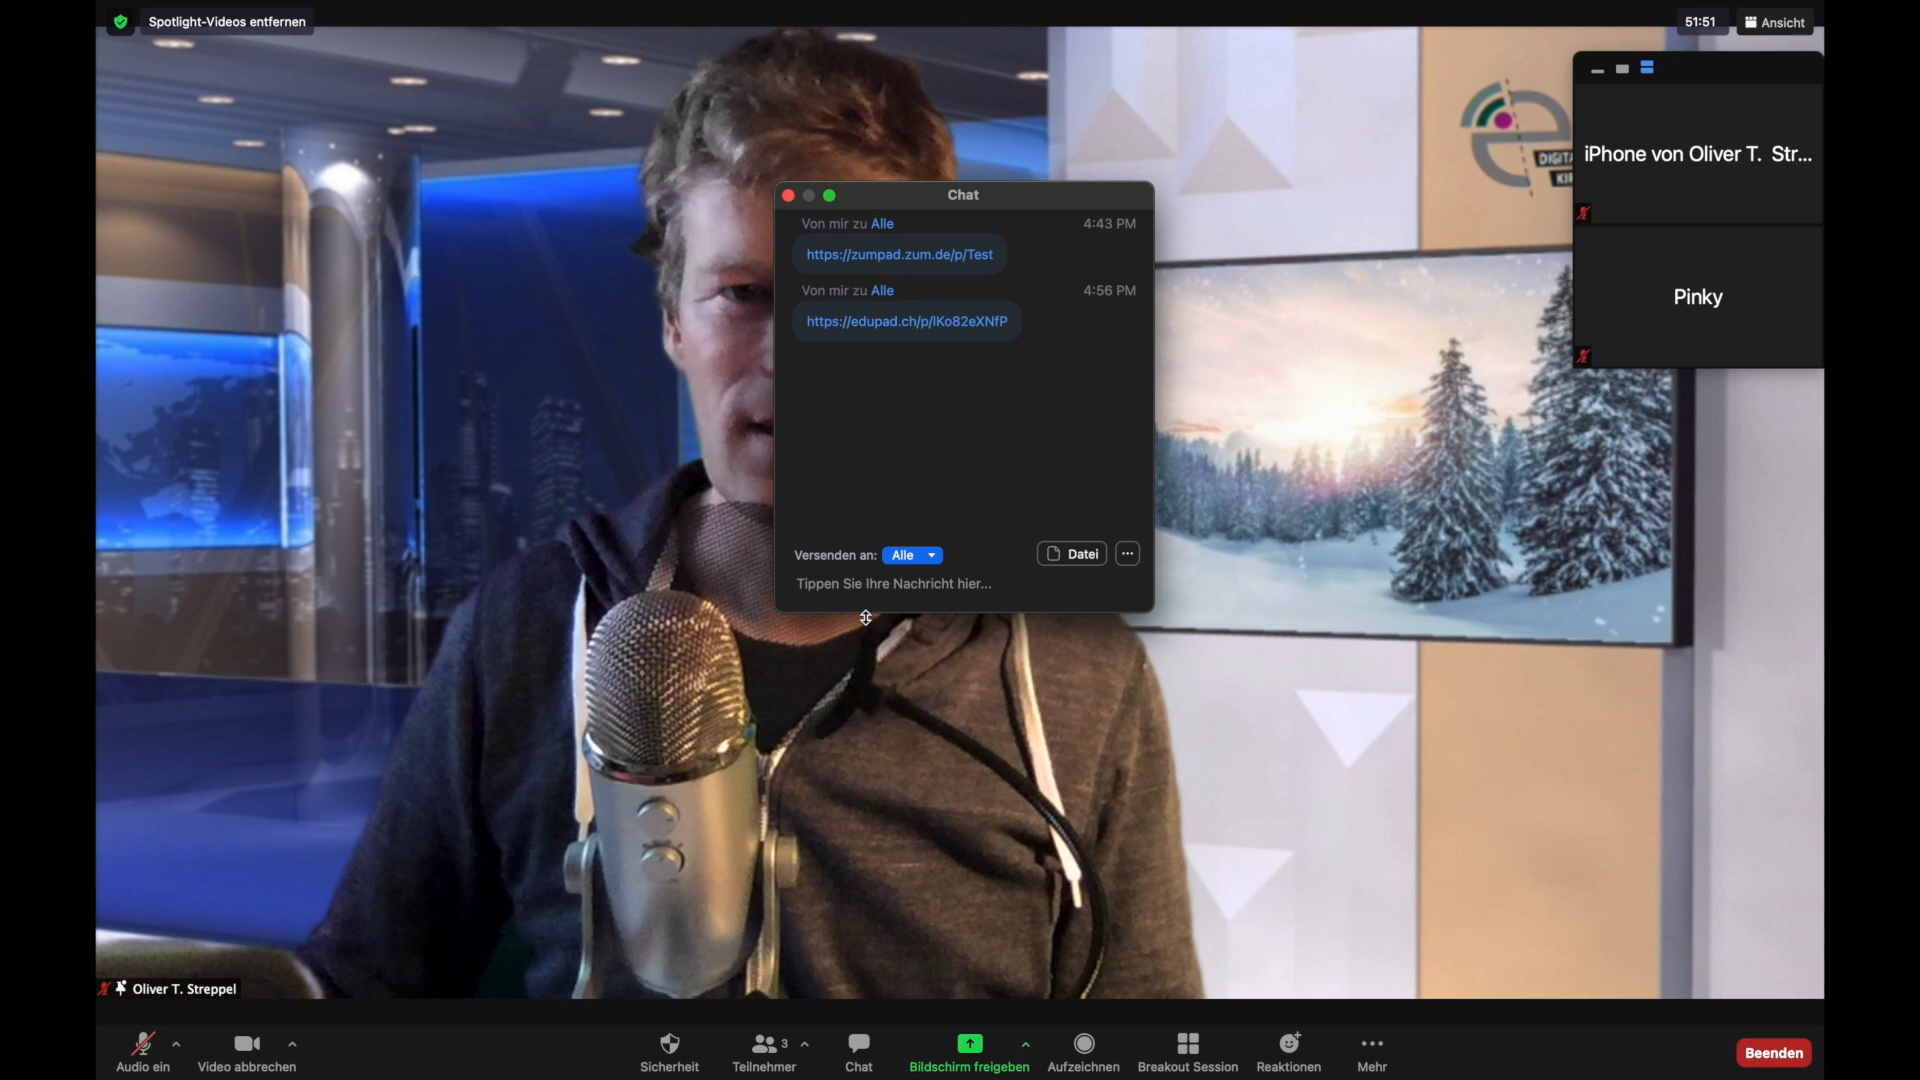 Spotlight-Videos entfernen
51:51
Ansicht
iPhone von Oliver T. Str...
Pinky
Chat
Von mir zu Alle 4:43 PM
https://zumpad.zum.de/p/Test
Von mir zu Alle 4:56 PM
https://edupad.ch/p/lKo82eXNfP
Versenden an: Alle
Datei
Tippen Sie Ihre Nachricht hier...
Oliver T. Streppel
Audio ein
Video abbrechen
Sicherheit
3
Teilnehmer
Chat
Bildschirm freigeben
Aufzeichnen
Breakout Session
Reaktionen
Mehr
Beenden